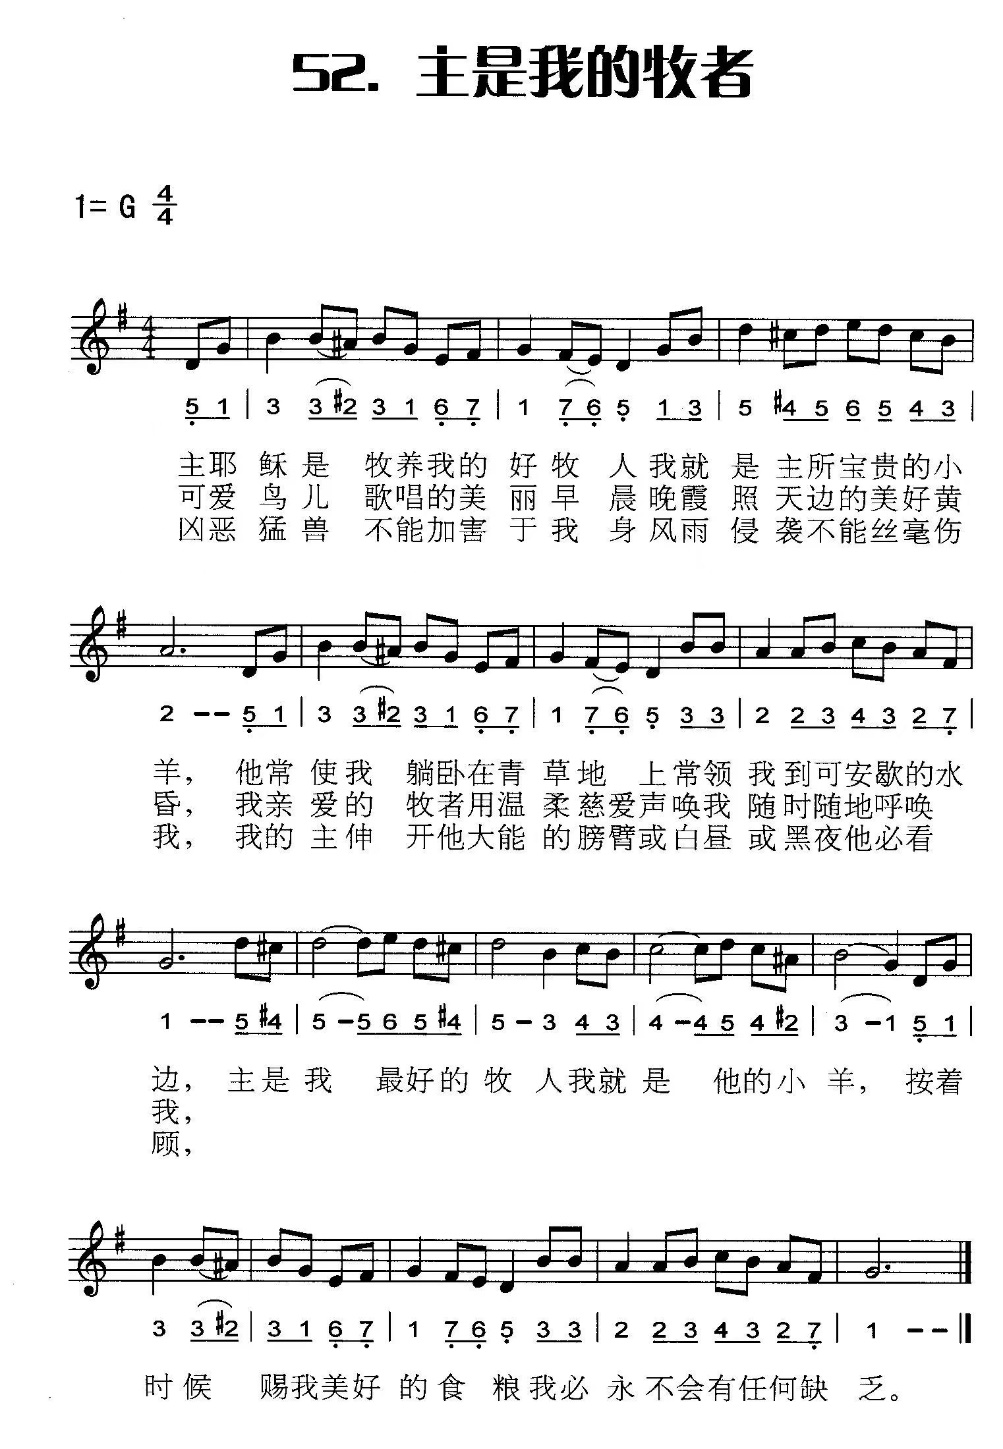 52. 主是我的牧者
1= G 4/4
5 1 | 3 3 #2 3 1 6 7 | 1 7 6 5 1 3 | 5 #4 5 6 5 4 3 |
主耶 稣是 牧养我的 好牧 人我就 是 主所宝贵的小
可爱 鸟儿 歌唱的美 丽早 晨晚霞 照 天边的美好黄
凶恶 猛兽 不能加害 于我 身风雨 侵 袭不能丝毫伤
2 -- 5 1 | 3 3 #2 3 1 6 7 | 1 7 6 5 3 3 | 2 2 3 4 3 2 7 |
羊， 他常 使我 躺卧在青 草地 上常领 我到可安歇的水
昏， 我亲 爱的 牧者用温 柔慈爱声唤我 随时随地呼唤
我， 我的 主伸 开他大能 的膀臂或白昼 或黑夜他必看
1 -- 5 #4 | 5 - 5 6 5 #4 | 5 - 3 4 3 | 4 - 4 5 4 #2 | 3 - 1 5 1 |
边， 主是我 最好的牧 人我就是 他的小羊， 按着
我，
顾，
3 3 #2 | 3 1 6 7 | 1 7 6 5 3 3 | 2 2 3 4 3 2 7 | 1 -- ||
时候 赐我美好 的食 粮我必 永不会有任何缺 乏。